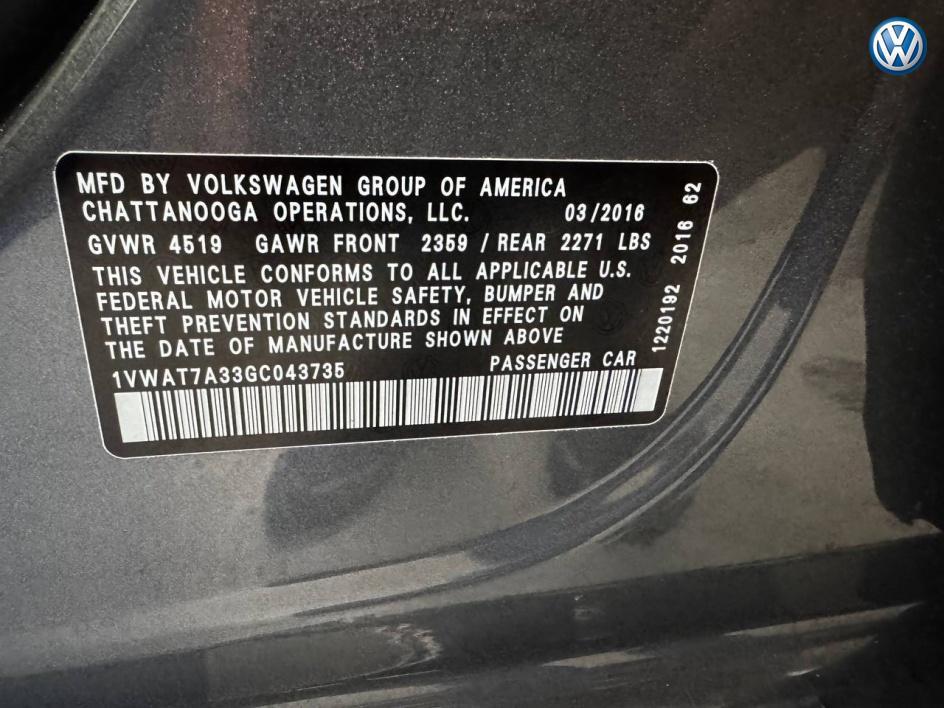 MFD BY VOLKSWAGEN GROUP OF AMERICA
CHATTANOOGA OPERATIONS, LLC. 03/2016
GVWR 4519 GAWR FRONT 2359 / REAR 2271 LBS
THIS VEHICLE CONFORMS TO ALL APPLICABLE U.S.
FEDERAL MOTOR VEHICLE SAFETY, BUMPER AND
THEFT PREVENTION STANDARDS IN EFFECT ON
THE DATE OF MANUFACTURE SHOWN ABOVE
1VWAT7A33GC043735 PASSENGER CAR
1220192 2016 62